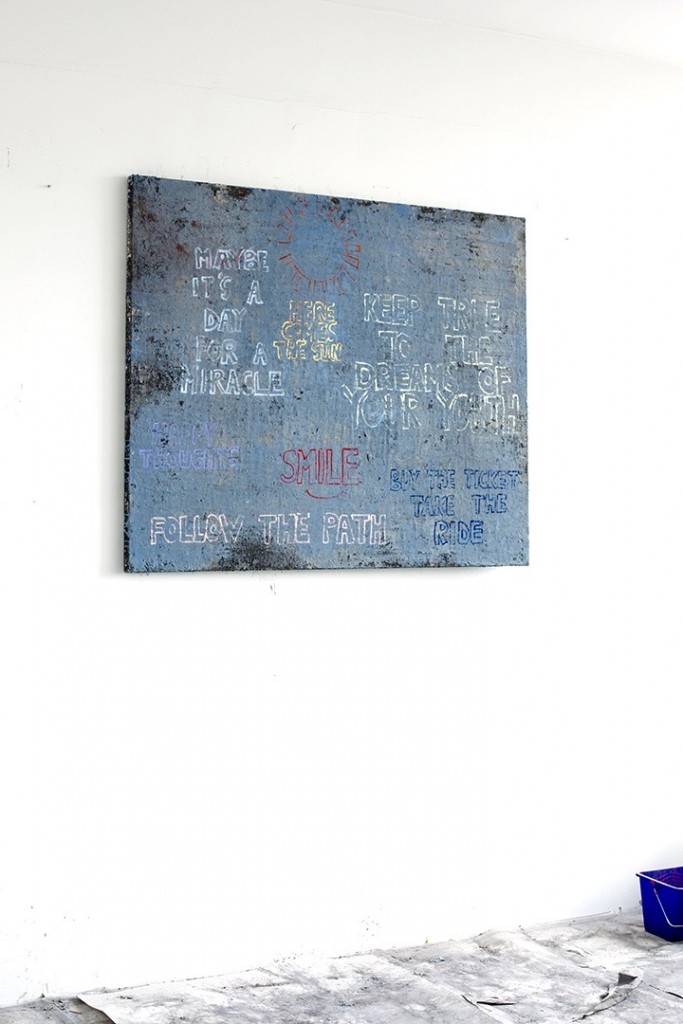 MAYBE
IT'S A
DAY
FOR A
MIRACLE
HERE
COMES
THE SUN
KEEP TRUE
TO THE
DREAMS OF
YOUR YOUTH
THOUGHTS
SMILE
BUY THE TICKET
TAKE THE
RIDE
FOLLOW THE PATH